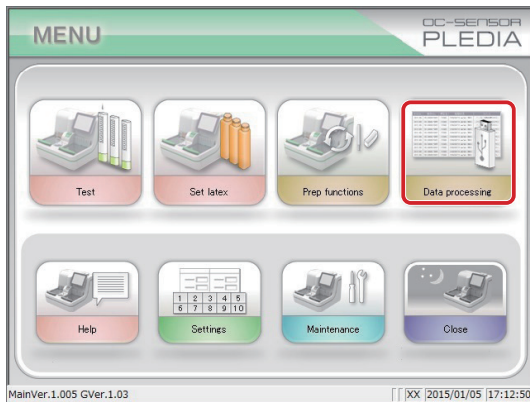 MENU
OC-SENSOR
PLEDIA
Test
Set latex
Prep functions
Data processing
1 2 3 4 5
6 7 8 9 10
Help
Settings
Maintenance
Close
MainVer.1.005 GVer.1.03
XX 2015/01/05 17:12:50